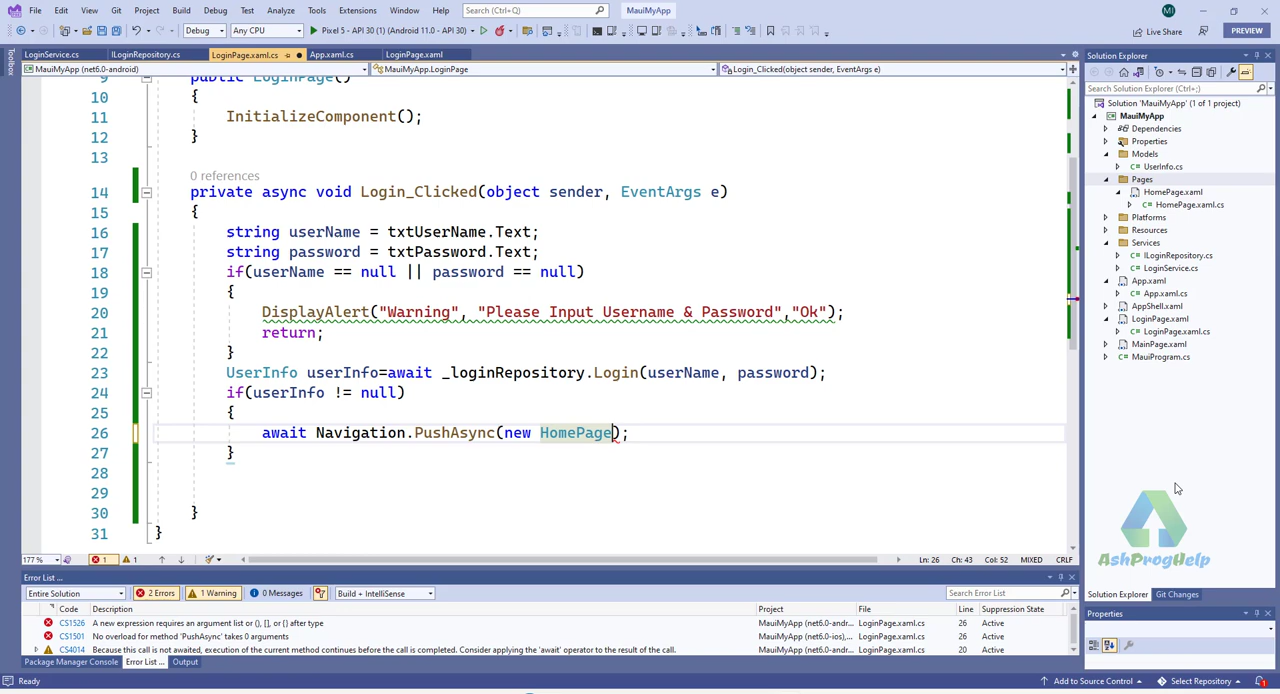 File Edit View Git Project Build Debug Test Analyze Tools Extensions Window Help Search (Ctrl+Q) MauiMyApp MI
Debug Any CPU Pixel 5 - API 30 (Android 11.0 - API 30) Live Share PREVIEW
LoginService.cs ILoginRepository.cs LoginPage.xaml.cs App.xaml.cs LoginPage.xaml
MauiMyApp (net6.0-android) MauiMyApp.LoginPage Login_Clicked(object sender, EventArgs e)
Toolbox
9 public LoginPage()
10 {
11 InitializeComponent();
12 }
13
0 references
14 private async void Login_Clicked(object sender, EventArgs e)
15 {
16 string userName = txtUserName.Text;
17 string password = txtPassword.Text;
18 if(userName == null || password == null)
19 {
20 DisplayAlert("Warning", "Please Input Username & Password","Ok");
21 return;
22 }
23 UserInfo userInfo=await _loginRepository.Login(userName, password);
24 if(userInfo != null)
25 {
26 await Navigation.PushAsync(new HomePage);
27 }
28
29
30 }
31 }
177 % 1 1 Ln: 26 Ch: 43 Col: 52 MIXED CRLF
Error List ...
Entire Solution 2 Errors 1 Warning 0 Messages Build + IntelliSense Search Error List
Code Description Project File Line Suppression State
CS1526 A new expression requires an argument list or (), [], or {} after type MauiMyApp (net6.0-andr... LoginPage.xaml.cs 26 Active
CS1501 No overload for method 'PushAsync' takes 0 arguments MauiMyApp (net6.0-ios),... LoginPage.xaml.cs 26 Active
CS4014 Because this call is not awaited, execution of the current method continues before the call is completed. Consider applying the 'await' operator to the result of the call. MauiMyApp (net6.0-andr... LoginPage.xaml.cs 20 Active
Package Manager Console Error List ... Output
Ready Add to Source Control Select Repository 1
Solution Explorer
Search Solution Explorer (Ctrl+;)
Solution 'MauiMyApp' (1 of 1 project)
MauiMyApp
Dependencies
Properties
Models
UserInfo.cs
Pages
HomePage.xaml
HomePage.xaml.cs
Platforms
Resources
Services
ILoginRepository.cs
LoginService.cs
App.xaml
App.xaml.cs
AppShell.xaml
LoginPage.xaml
LoginPage.xaml.cs
MainPage.xaml
MauiProgram.cs
AshProgHelp
Solution Explorer Git Changes
Properties